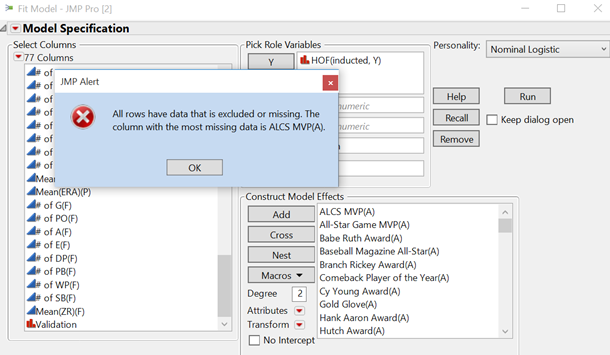 Fit Model - JMP Pro [2]
Model Specification
Select Columns
77 Columns
# of
# of
# of
# of
# of
# of
# of
# of
Mean
Mean(ERA)(P)
# of G(F)
# of PO(F)
# of A(F)
# of E(F)
# of DP(F)
# of PB(F)
# of WP(F)
# of SB(F)
Mean(ZR)(F)
Validation
Pick Role Variables
Y
HOF(inducted, Y)
numeric
numeric
Personality:
Nominal Logistic
Help
Run
Recall
Keep dialog open
Remove
JMP Alert
All rows have data that is excluded or missing. The
column with the most missing data is ALCS MVP(A).
OK
Construct Model Effects
Add
Cross
Nest
Macros
Degree 2
Attributes
Transform
No Intercept
ALCS MVP(A)
All-Star Game MVP(A)
Babe Ruth Award(A)
Baseball Magazine All-Star(A)
Branch Rickey Award(A)
Comeback Player of the Year(A)
Cy Young Award(A)
Gold Glove(A)
Hank Aaron Award(A)
Hutch Award(A)